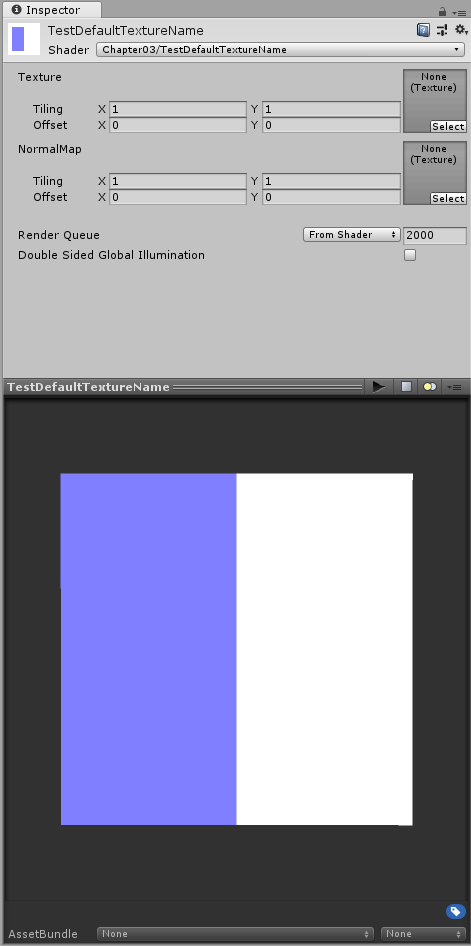 Inspector
TestDefaultTextureName
Shader Chapter03/TestDefaultTextureName
Texture
None
(Texture)
Tiling X 1 Y 1
Offset X 0 Y 0
Select
NormalMap
None
(Texture)
Tiling X 1 Y 1
Offset X 0 Y 0
Select
Render Queue From Shader 2000
Double Sided Global Illumination
TestDefaultTextureName
AssetBundle None None